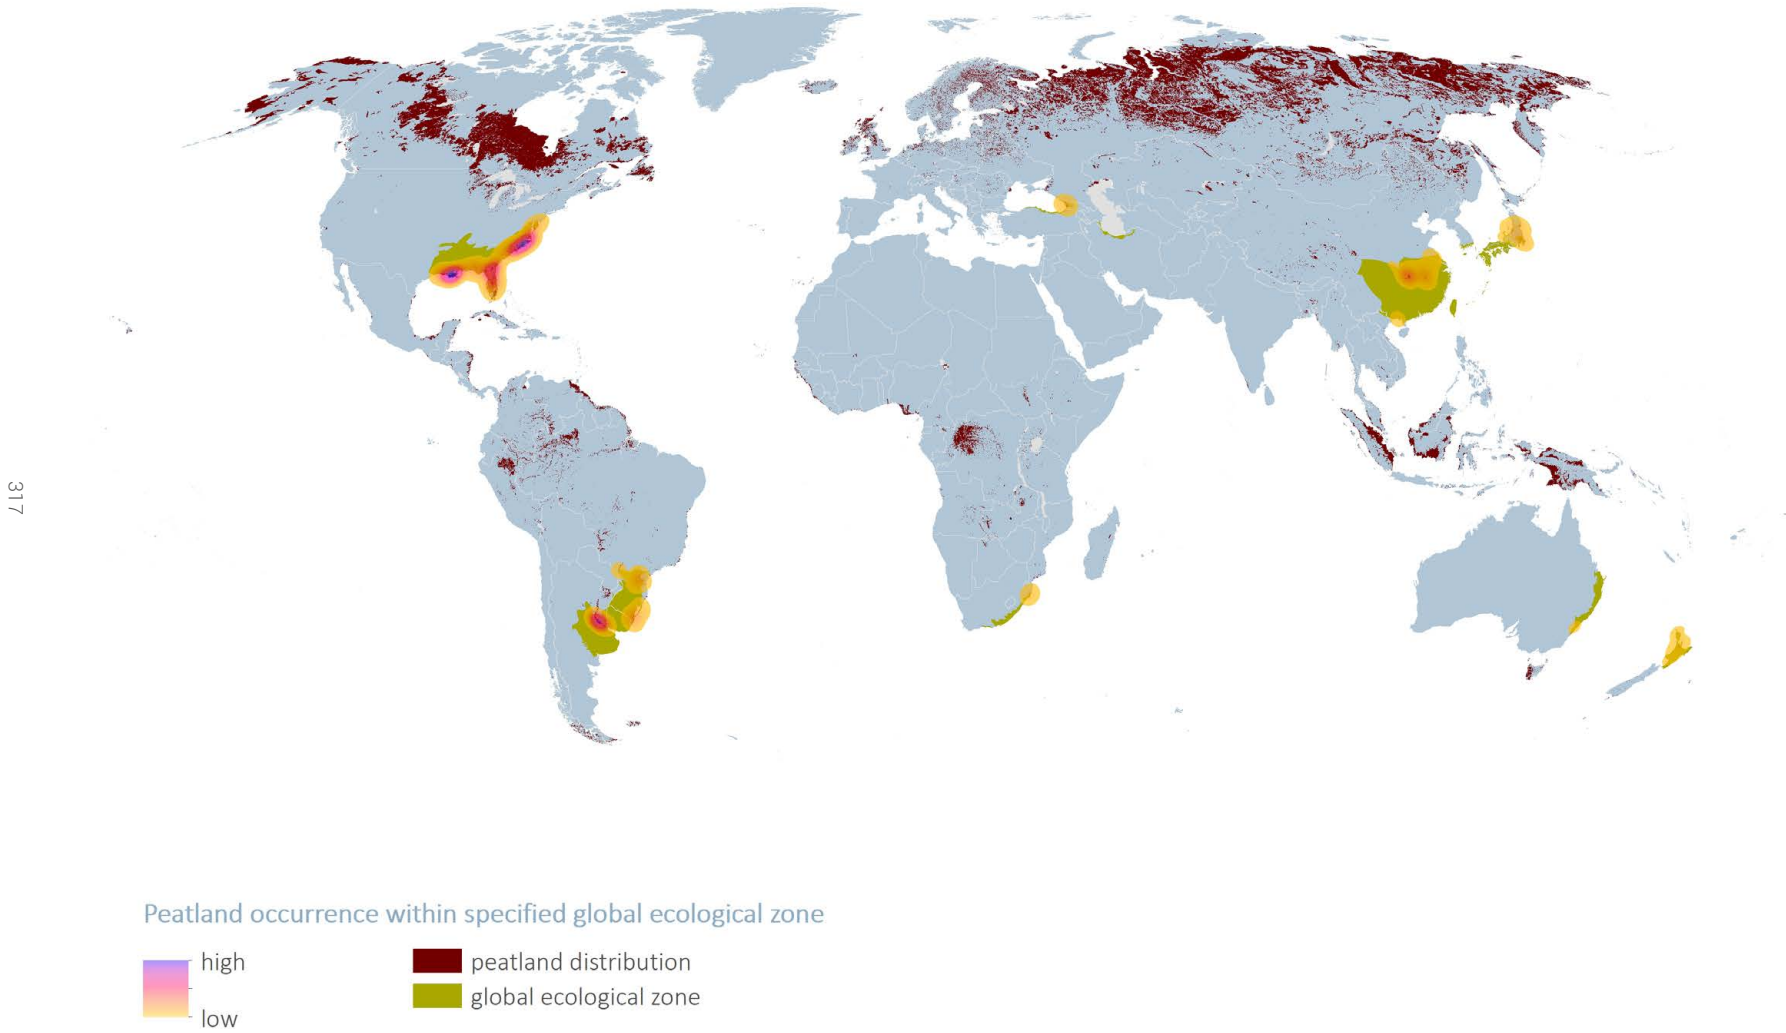 317
Peatland occurrence within specified global ecological zone
high
low
peatland distribution
global ecological zone